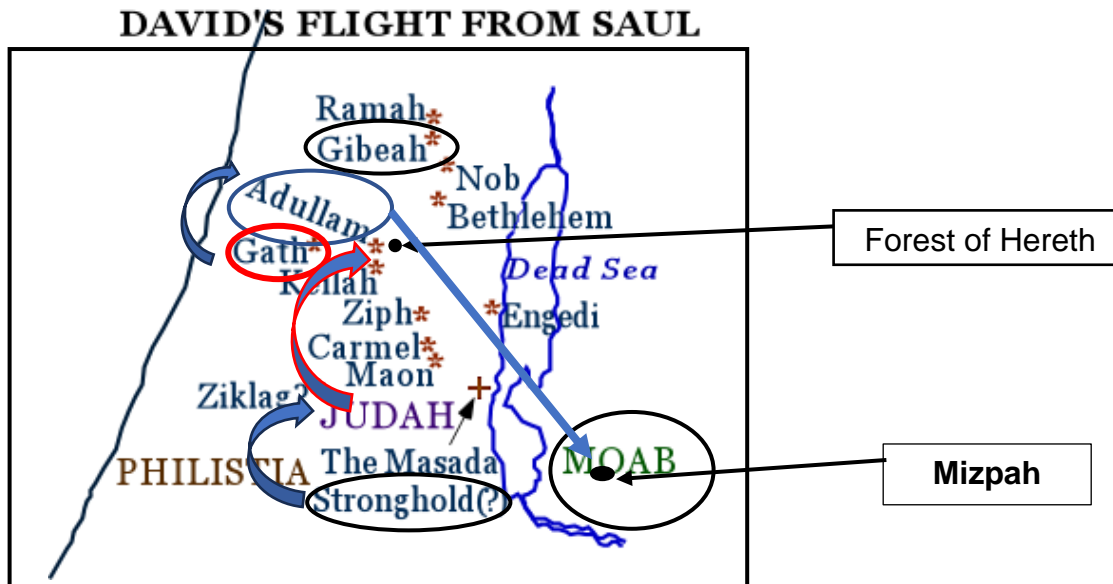 DAVID'S FLIGHT FROM SAUL
Ramah
Gibeah
Nob
Adullam
Bethlehem
Forest of Hereth
Gath
Keilah
Dead Sea
Ziph
Engedi
Carmel
Maon
Ziklag?
JUDAH
PHILISTIA
The Masada
Stronghold(?)
MOAB
Mizpah